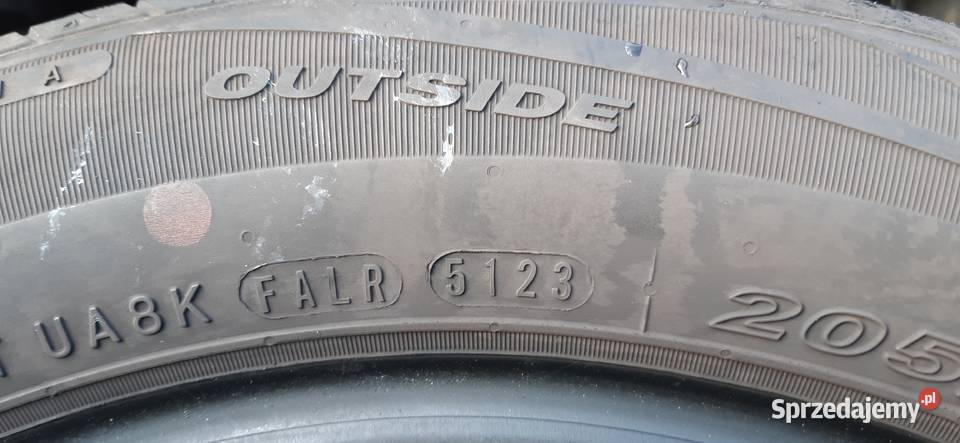 A
OUTSIDE
UA8K FALR 5123 205
Sprzedajemy.pl